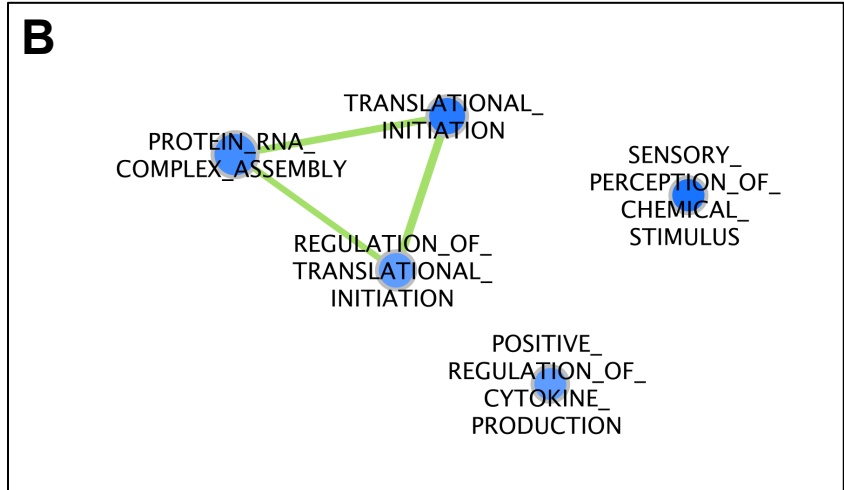 B
TRANSLATIONAL_
INITIATION
PROTEIN_RNA_
COMPLEX_ASSEMBLY
SENSORY_
PERCEPTION_OF_
CHEMICAL_
STIMULUS
REGULATION_OF_
TRANSLATIONAL_
INITIATION
POSITIVE_
REGULATION_OF_
CYTOKINE_
PRODUCTION